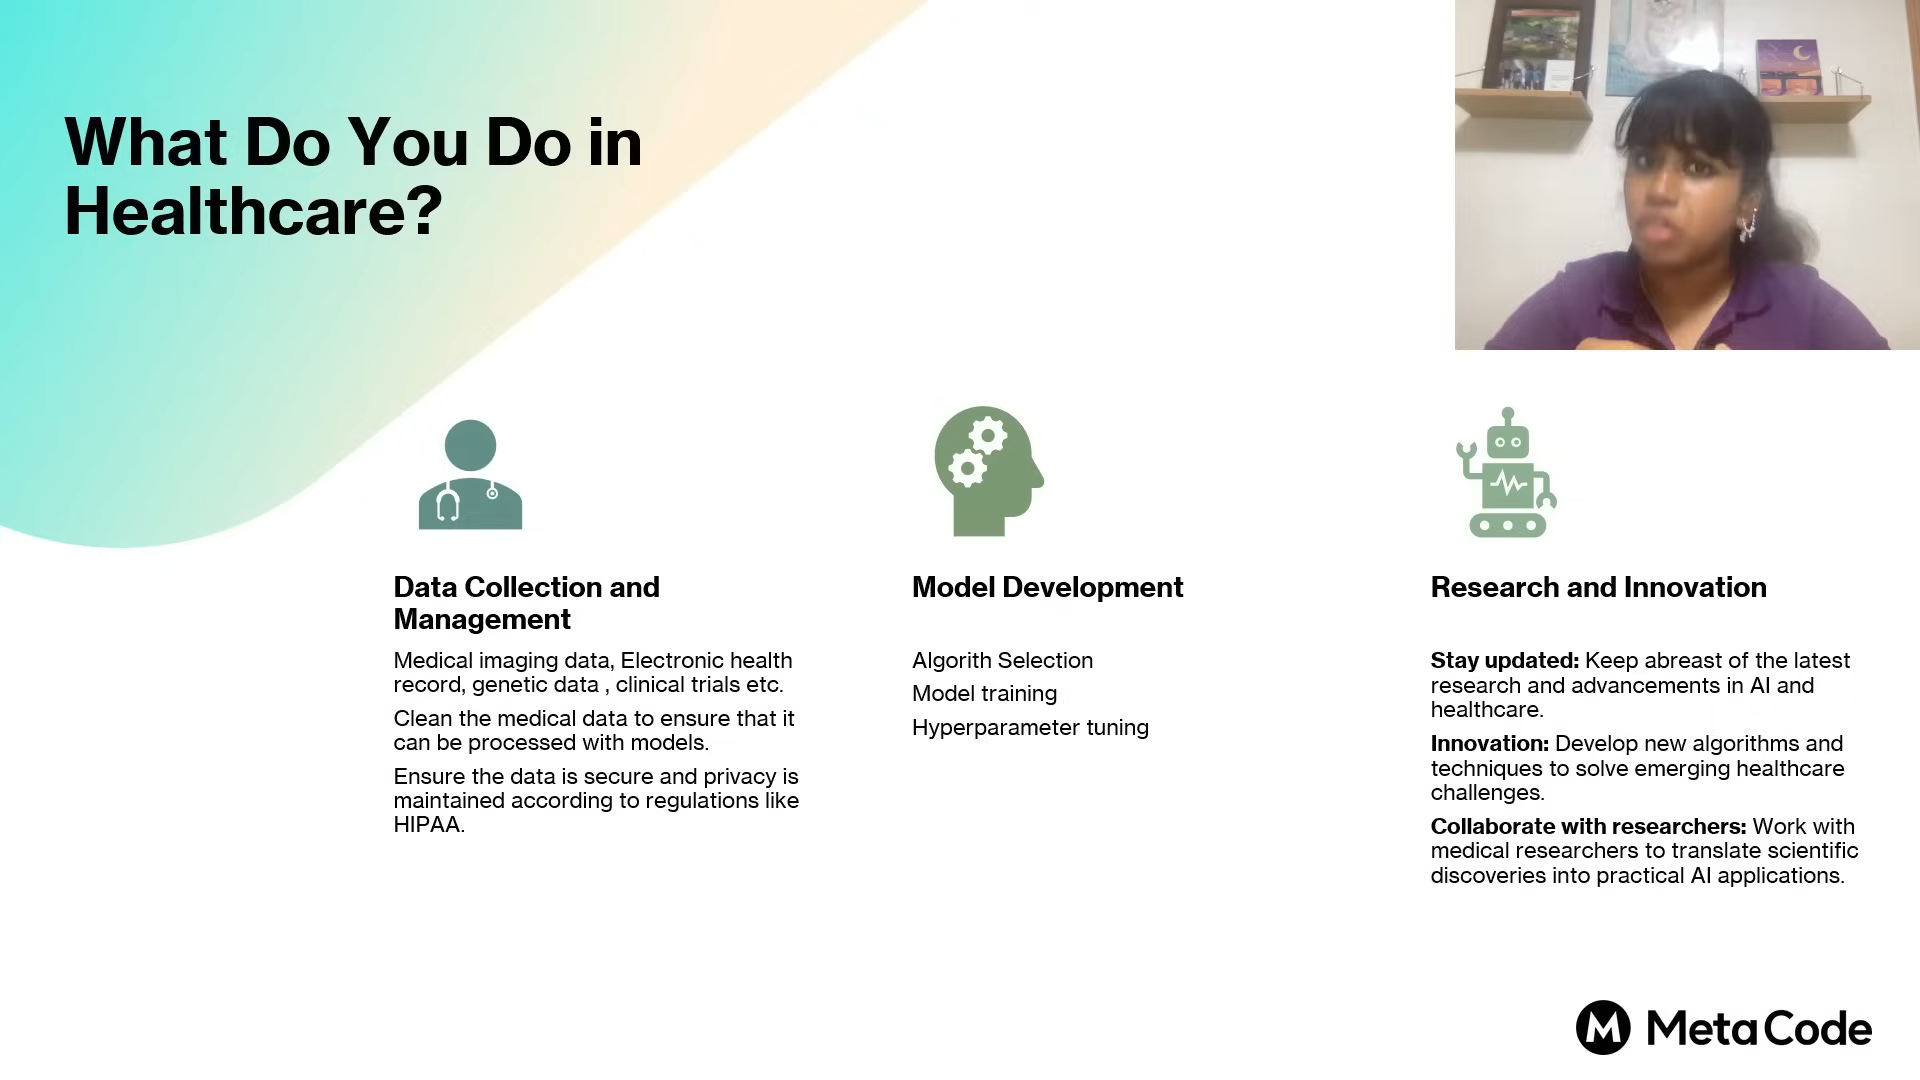 What Do You Do in
Healthcare?
Data Collection and
Management
Medical imaging data, Electronic health
record, genetic data , clinical trials etc.
Clean the medical data to ensure that it
can be processed with models.
Ensure the data is secure and privacy is
maintained according to regulations like
HIPAA.
Model Development
Algorith Selection
Model training
Hyperparameter tuning
Research and Innovation
Stay updated: Keep abreast of the latest
research and advancements in AI and
healthcare.
Innovation: Develop new algorithms and
techniques to solve emerging healthcare
challenges.
Collaborate with researchers: Work with
medical researchers to translate scientific
discoveries into practical AI applications.
M Meta Code